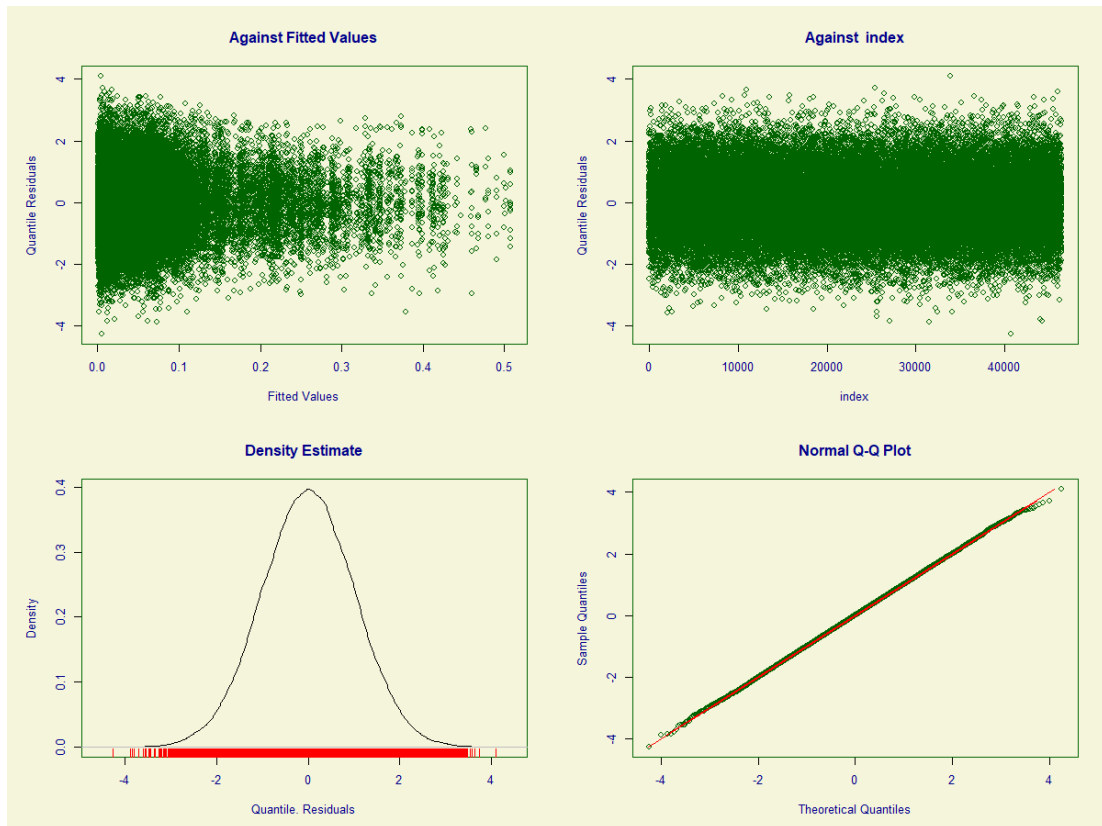 Against Fitted Values
4
2
0
-2
-4
Quantile Residuals
0.0 0.1 0.2 0.3 0.4 0.5
Fitted Values
Against index
4
2
0
-2
-4
Quantile Residuals
0 10000 20000 30000 40000
index
Density Estimate
0.4
0.3
0.2
0.1
0.0
Density
-4 -2 0 2 4
Quantile. Residuals
Normal Q-Q Plot
4
2
0
-2
-4
Sample Quantiles
-4 -2 0 2 4
Theoretical Quantiles